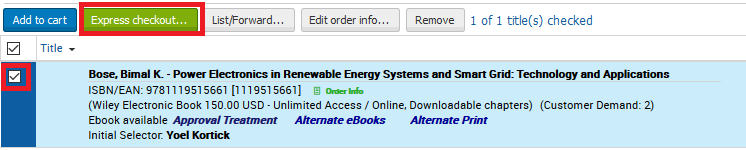 Add to cart Express checkout... List/Forward... Edit order info... Remove 1 of 1 title(s) checked
Title
Bose, Bimal K. - Power Electronics in Renewable Energy Systems and Smart Grid: Technology and Applications
ISBN/EAN: 9781119515661 [1119515661] Order Info
(Wiley Electronic Book 150.00 USD - Unlimited Access / Online, Downloadable chapters) (Customer Demand: 2)
Ebook available Approval Treatment Alternate eBooks Alternate Print
Initial Selector: Yoel Kortick